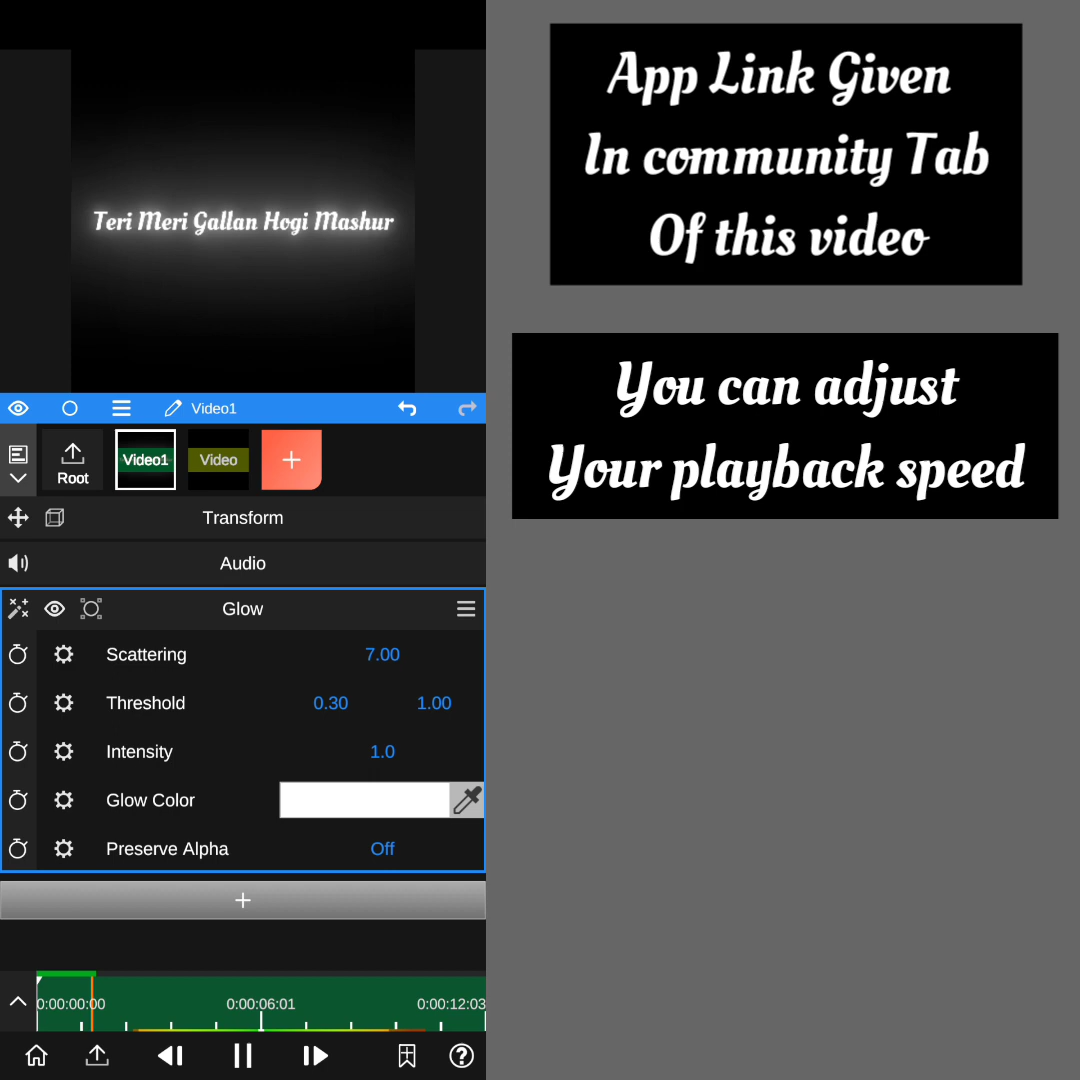 Teri Meri Gallan Hogi Mashur
Video1
Root
Video1
Video
Transform
Audio
Glow
Scattering 7.00
Threshold 0.30 1.00
Intensity 1.0
Glow Color
Preserve Alpha Off
0:00:00:00 0:00:06:01 0:00:12:03
App Link Given
In community Tab
Of this video
You can adjust
Your playback speed